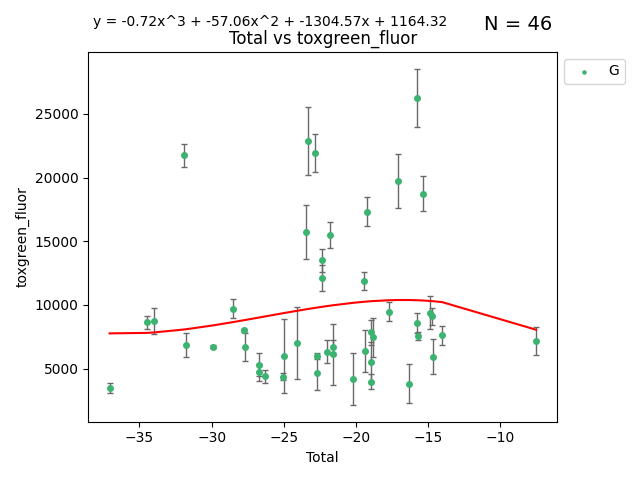 y = -0.72x^3 + -57.06x^2 + -1304.57x + 1164.32
N = 46
Total vs toxgreen_fluor
G
toxgreen_fluor
25000
20000
15000
10000
5000
−35
−30
−25
−20
−15
−10
Total